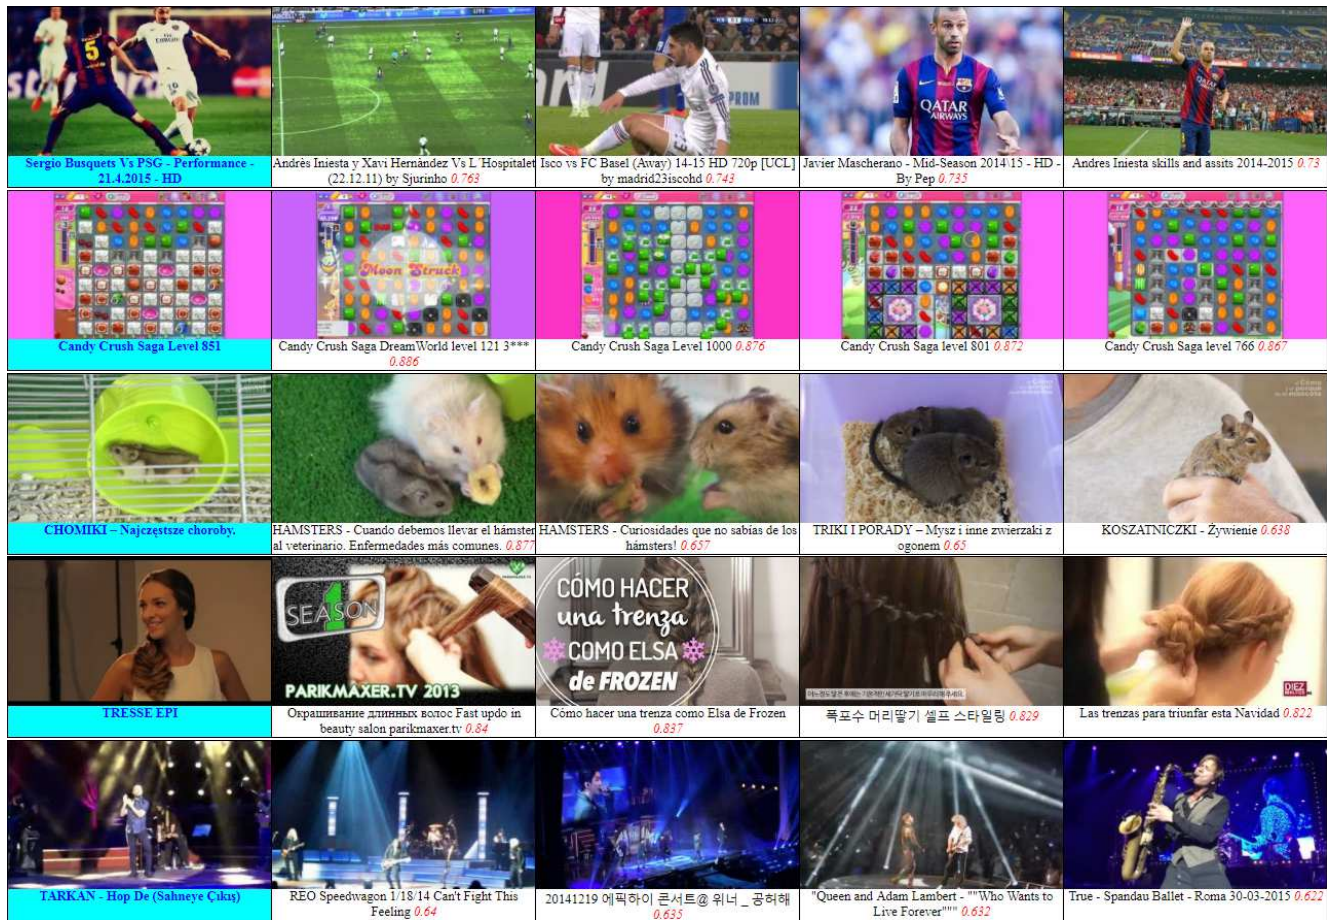 Sergio Busquets Vs PSG - Performance -
21.4.2015 - HD
Andrès Iniesta y Xavi Hernàndez Vs L´Hospitalet
(22.12.11) by Sjurinho 0.763
Isco vs FC Basel (Away) 14-15 HD 720p [UCL]
by madrid23iscohd 0.743
QATAR
AIRWAYS
Javier Mascherano - Mid-Season 2014\15 - HD -
By Pep 0.735
Andres Iniesta skills and assits 2014-2015 0.73
Candy Crush Saga Level 851
Moon Struck
Candy Crush Saga DreamWorld level 121 3***
0.886
Candy Crush Saga Level 1000 0.876
Candy Crush Saga level 801 0.872
Candy Crush Saga level 766 0.867
CHOMIKI – Najczęstsze choroby.
HAMSTERS - Cuando debemos llevar el hámster
al veterinario. Enfermedades más comunes. 0.877
HAMSTERS - Curiosidades que no sabías de los
hámsters! 0.657
TRIKI I PORADY – Mysz i inne zwierzaki z
ogonem 0.65
KOSZATNICZKI - Żywienie 0.638
TRESSE EPI
SEASON 1
PARIKMAXER.TV 2013
Окрашивание длинных волос Fast updo in
beauty salon parikmaxer.tv 0.84
CÓMO HACER
una trenza
COMO ELSA
de FROZEN
Cómo hacer una trenza como Elsa de Frozen
0.837
폭포수 머리땋기 셀프 스타일링 0.829
DIEZ
Las trenzas para triunfar esta Navidad 0.822
TARKAN - Hop De (Sahneye Çıkış)
REO Speedwagon 1/18/14 Can't Fight This
Feeling 0.64
20141219 에픽하이 콘서트@ 위너 _ 공허해
0.635
"Queen and Adam Lambert - ""Who Wants to
Live Forever""" 0.632
True - Spandau Ballet - Roma 30-03-2015 0.622